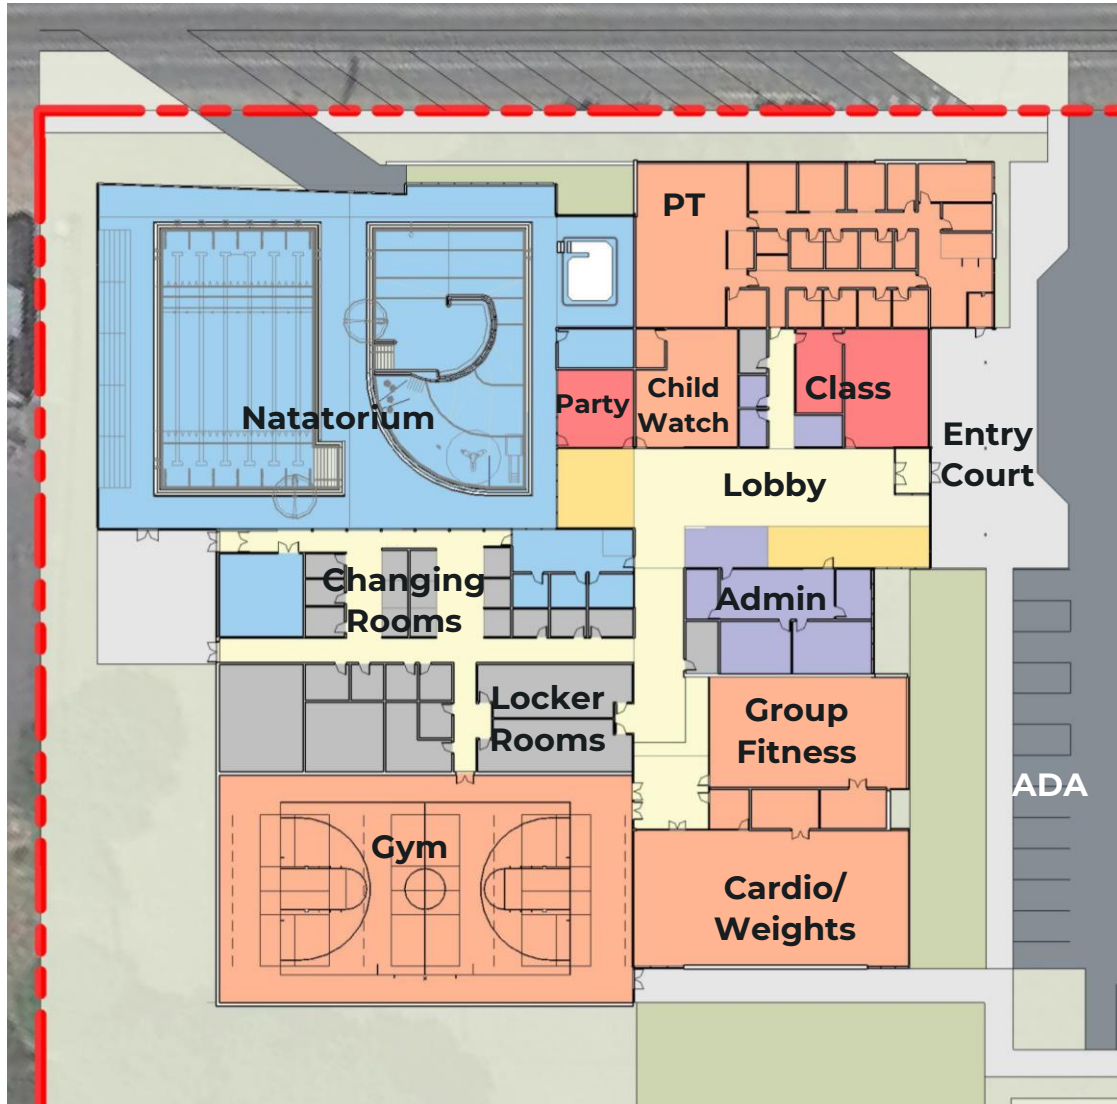 PT
Child
Watch
Class
Party
Natatorium
Entry
Court
Lobby
Changing
Rooms
Admin
Locker
Rooms
Group
Fitness
ADA
Gym
Cardio/
Weights